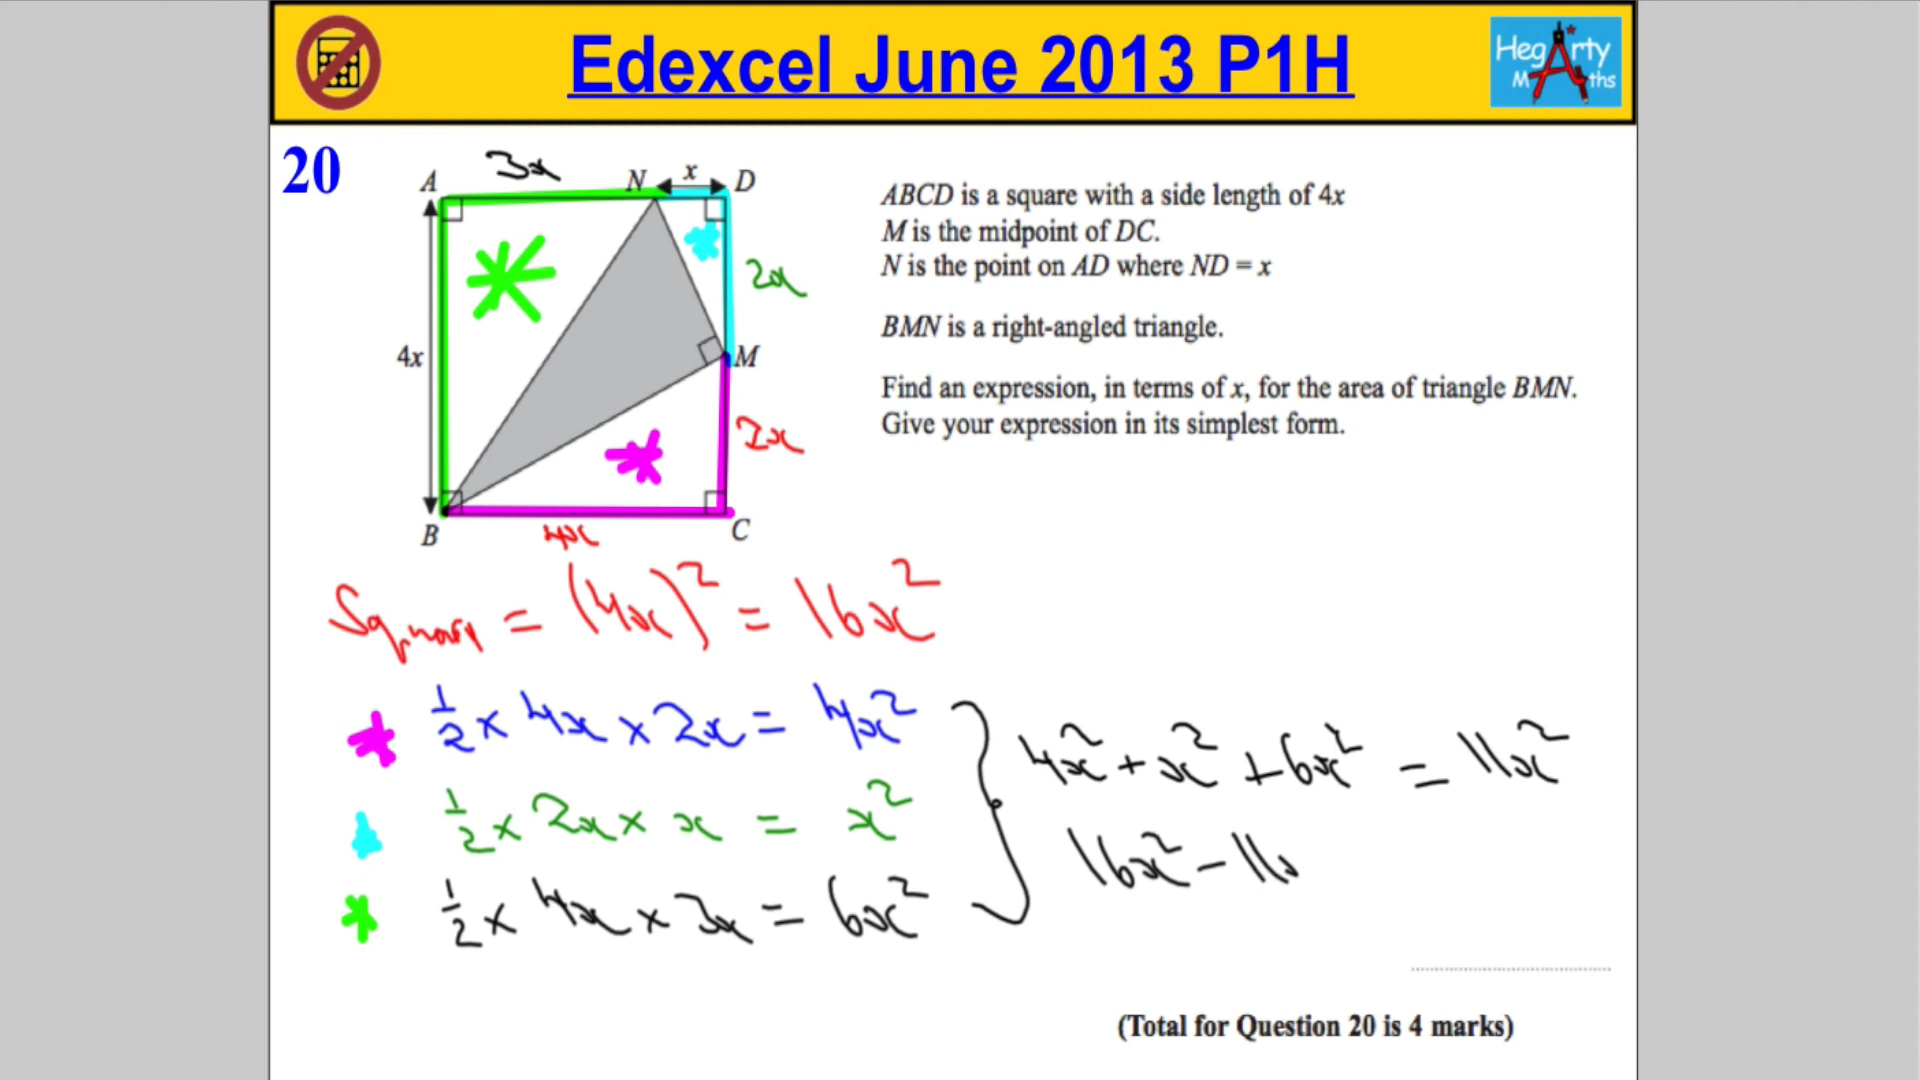 Edexcel June 2013 P1H
HegArty
Mths
20
3x
A
N
x
D
ABCD is a square with a side length of 4x
M is the midpoint of DC.
N is the point on AD where ND = x
2x
BMN is a right-angled triangle.
4x
M
Find an expression, in terms of x, for the area of triangle BMN.
Give your expression in its simplest form.
2x
B
4x
C
Square = (4x)² = 16x²
½ × 4x × 2x = 4x²
½ × 2x × x = x²
½ × 4x × 3x = 6x²
4x² + x² + 6x² = 11x²
16x² - 11x
(Total for Question 20 is 4 marks)